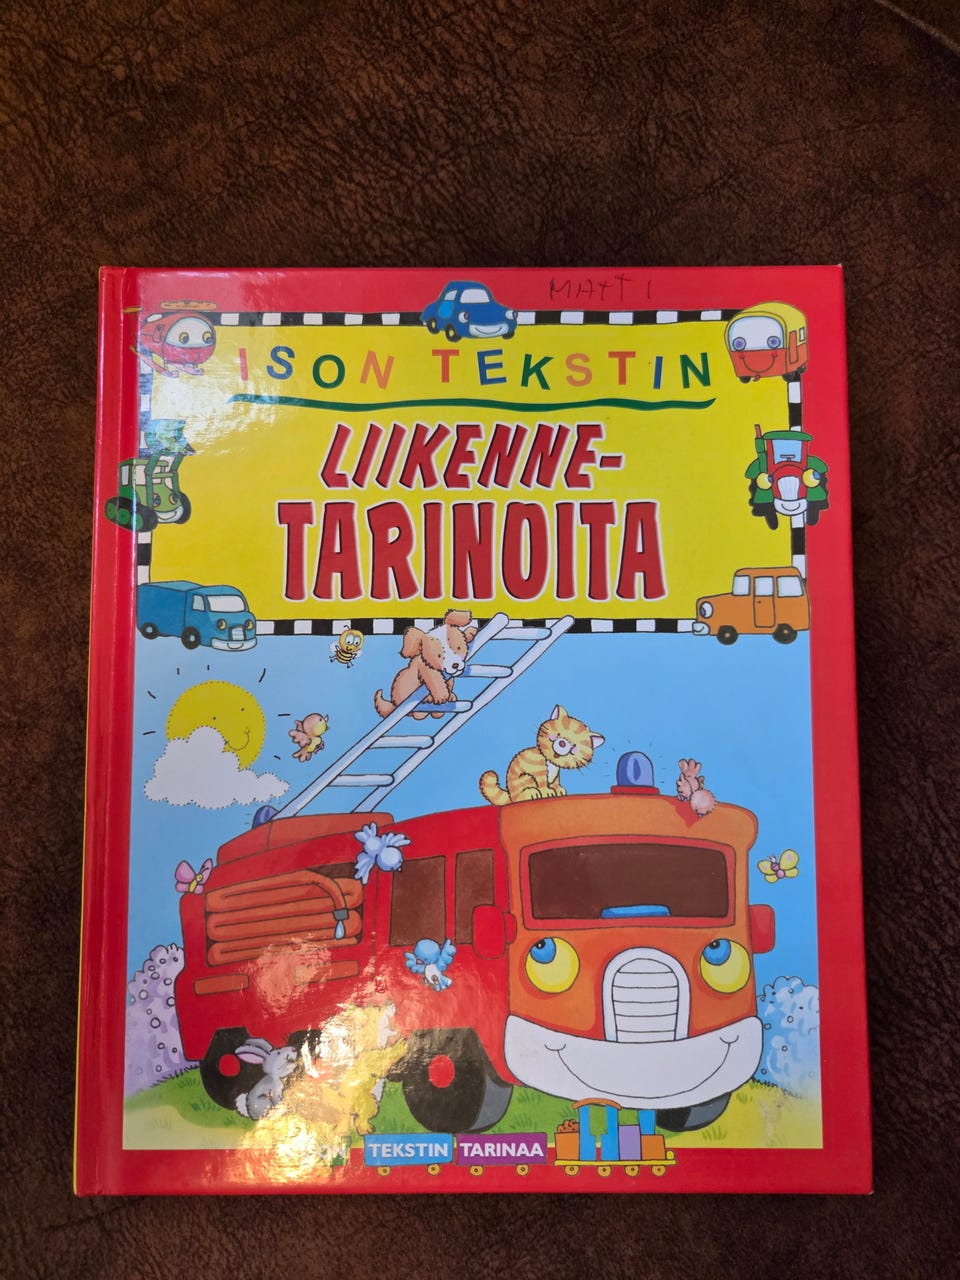 MATTI
ISON TEKSTIN
LIIKENNE-
TARINOITA
TEKSTIN TARINAA